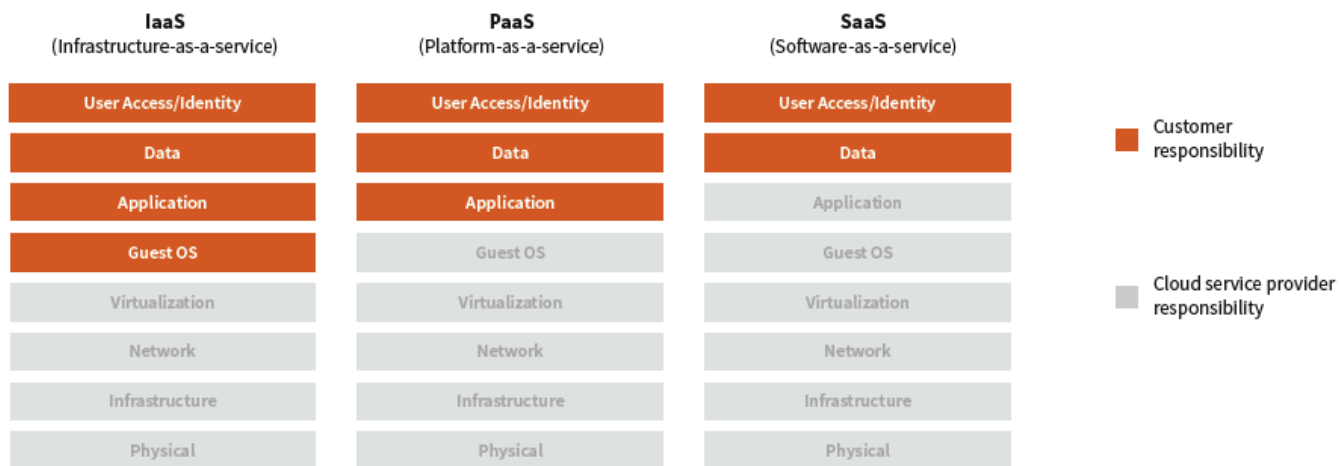 IaaS
(Infrastructure-as-a-service)
User Access/Identity
Data
Application
Guest OS
Virtualization
Network
Infrastructure
Physical
PaaS
(Platform-as-a-service)
User Access/Identity
Data
Application
Guest OS
Virtualization
Network
Infrastructure
Physical
SaaS
(Software-as-a-service)
User Access/Identity
Data
Application
Guest OS
Virtualization
Network
Infrastructure
Physical
Customer
responsibility
Cloud service provider
responsibility